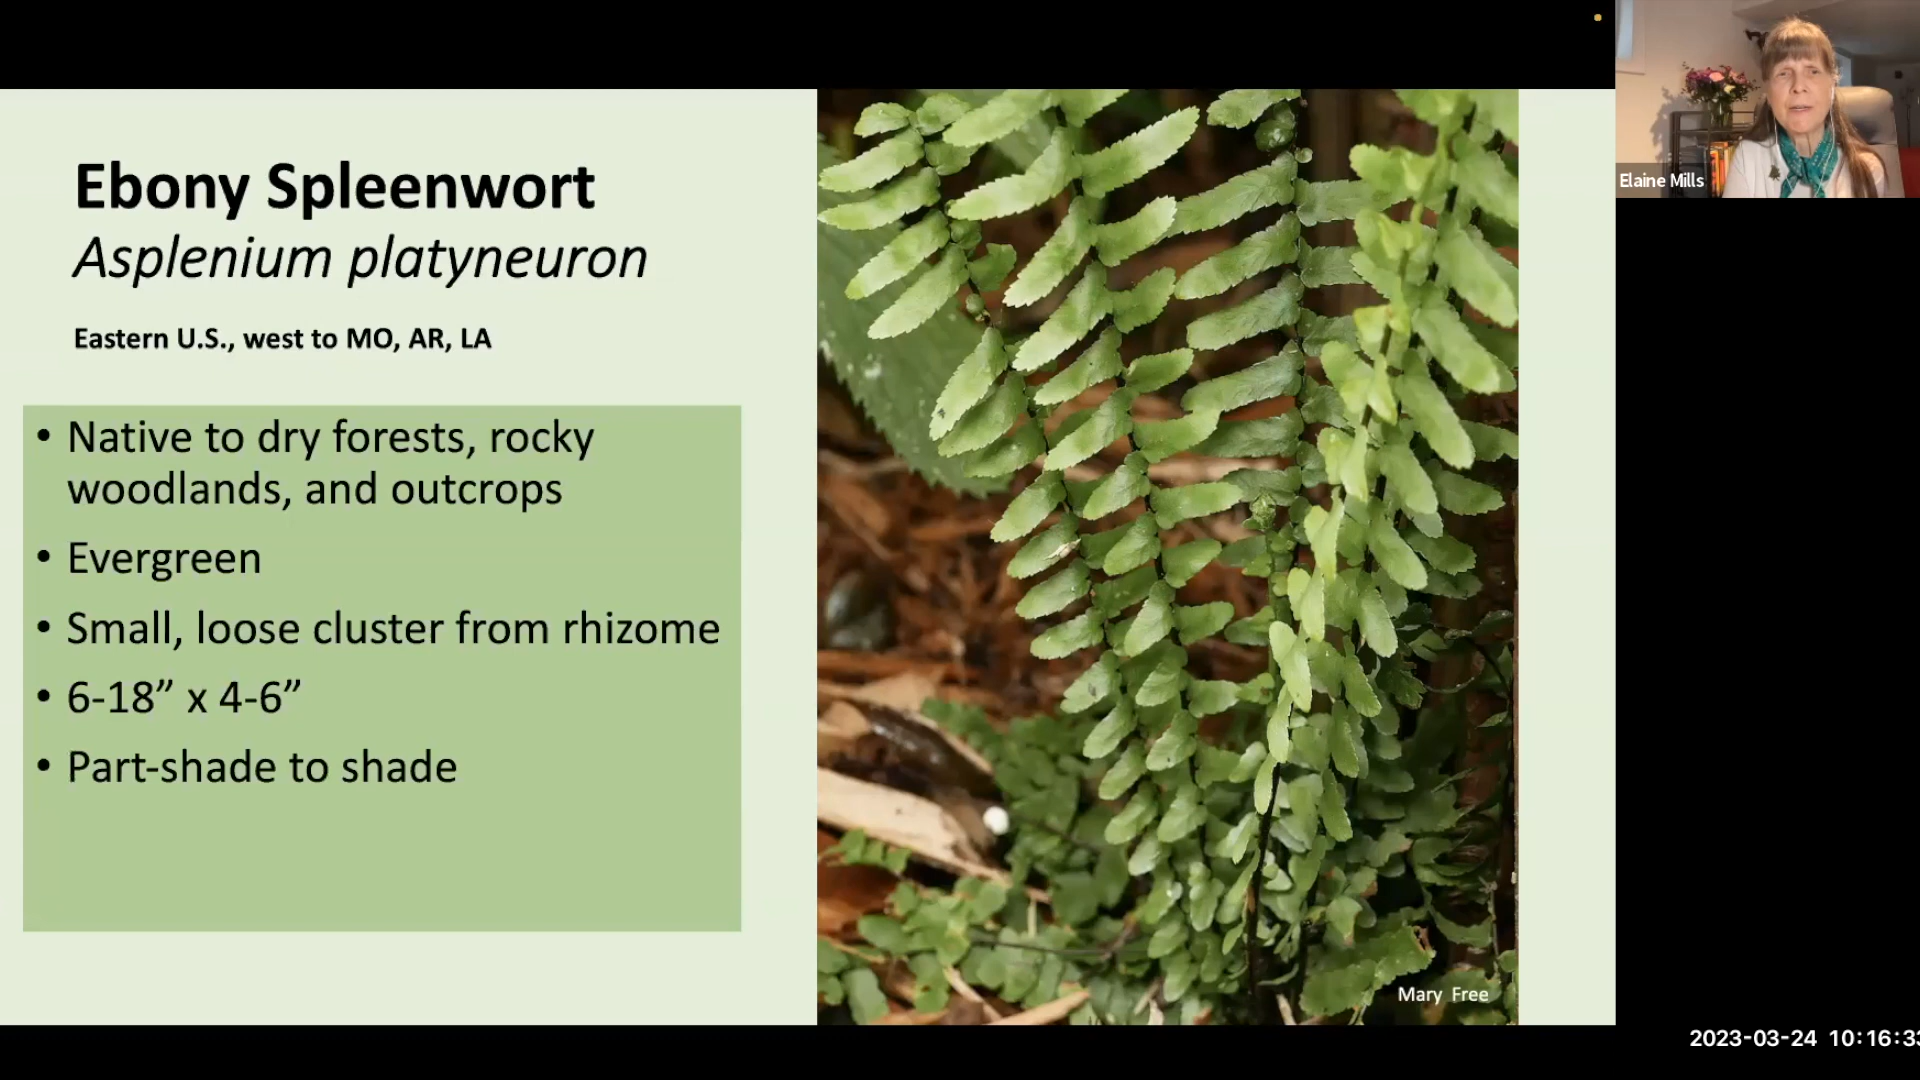 Ebony Spleenwort
Asplenium platyneuron
Eastern U.S., west to MO, AR, LA
• Native to dry forests, rocky
woodlands, and outcrops
• Evergreen
• Small, loose cluster from rhizome
• 6-18” x 4-6”
• Part-shade to shade
Mary Free
Elaine Mills
2023-03-24 10:16:33